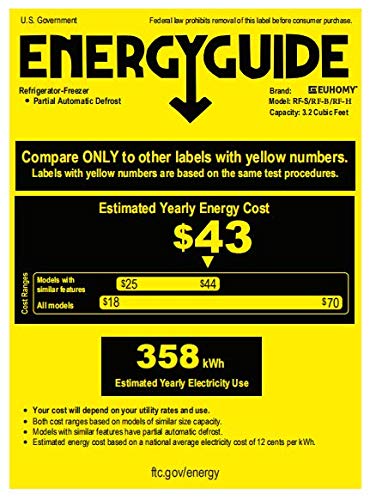 U.S. Government Federal law prohibits removal of this label before consumer purchase.
ENERGYGUIDE
Refrigerator-Freezer
• Partial Automatic Defrost
Brand: EUHOMY™
Model: RF-S/RF-B/RF-H
Capacity: 3.2 Cubic Feet
Compare ONLY to other labels with yellow numbers.
Labels with yellow numbers are based on the same test procedures.
Estimated Yearly Energy Cost
$43
Cost Ranges
Models with similar features $25 $44
All models $18 $70
358 kWh
Estimated Yearly Electricity Use
• Your cost will depend on your utility rates and use.
• Both cost ranges based on models of similar size capacity.
• Models with similar features have partial automatic defrost.
• Estimated energy cost based on a national average electricity cost of 12 cents per kWh.
ftc.gov/energy